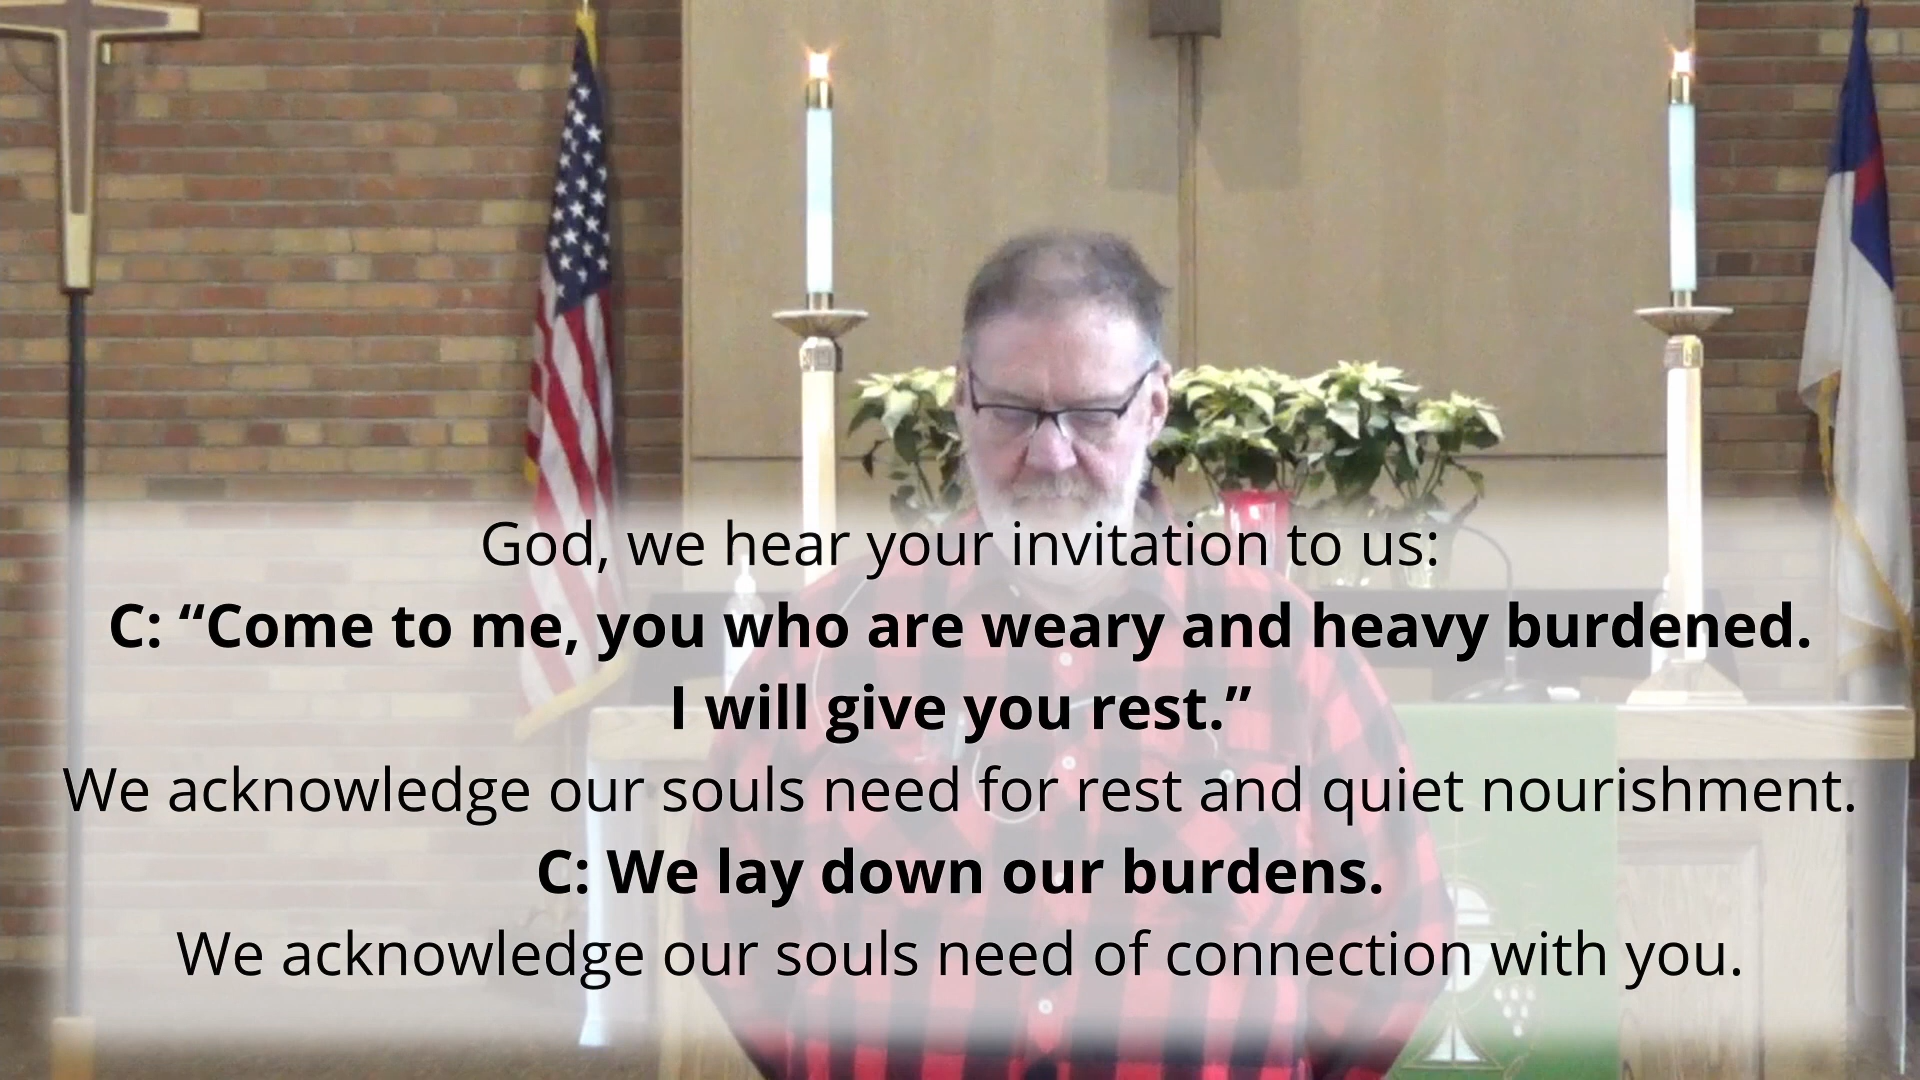 God, we hear your invitation to us:
C: “Come to me, you who are weary and heavy burdened.
I will give you rest.”
We acknowledge our souls need for rest and quiet nourishment.
C: We lay down our burdens.
We acknowledge our souls need of connection with you.